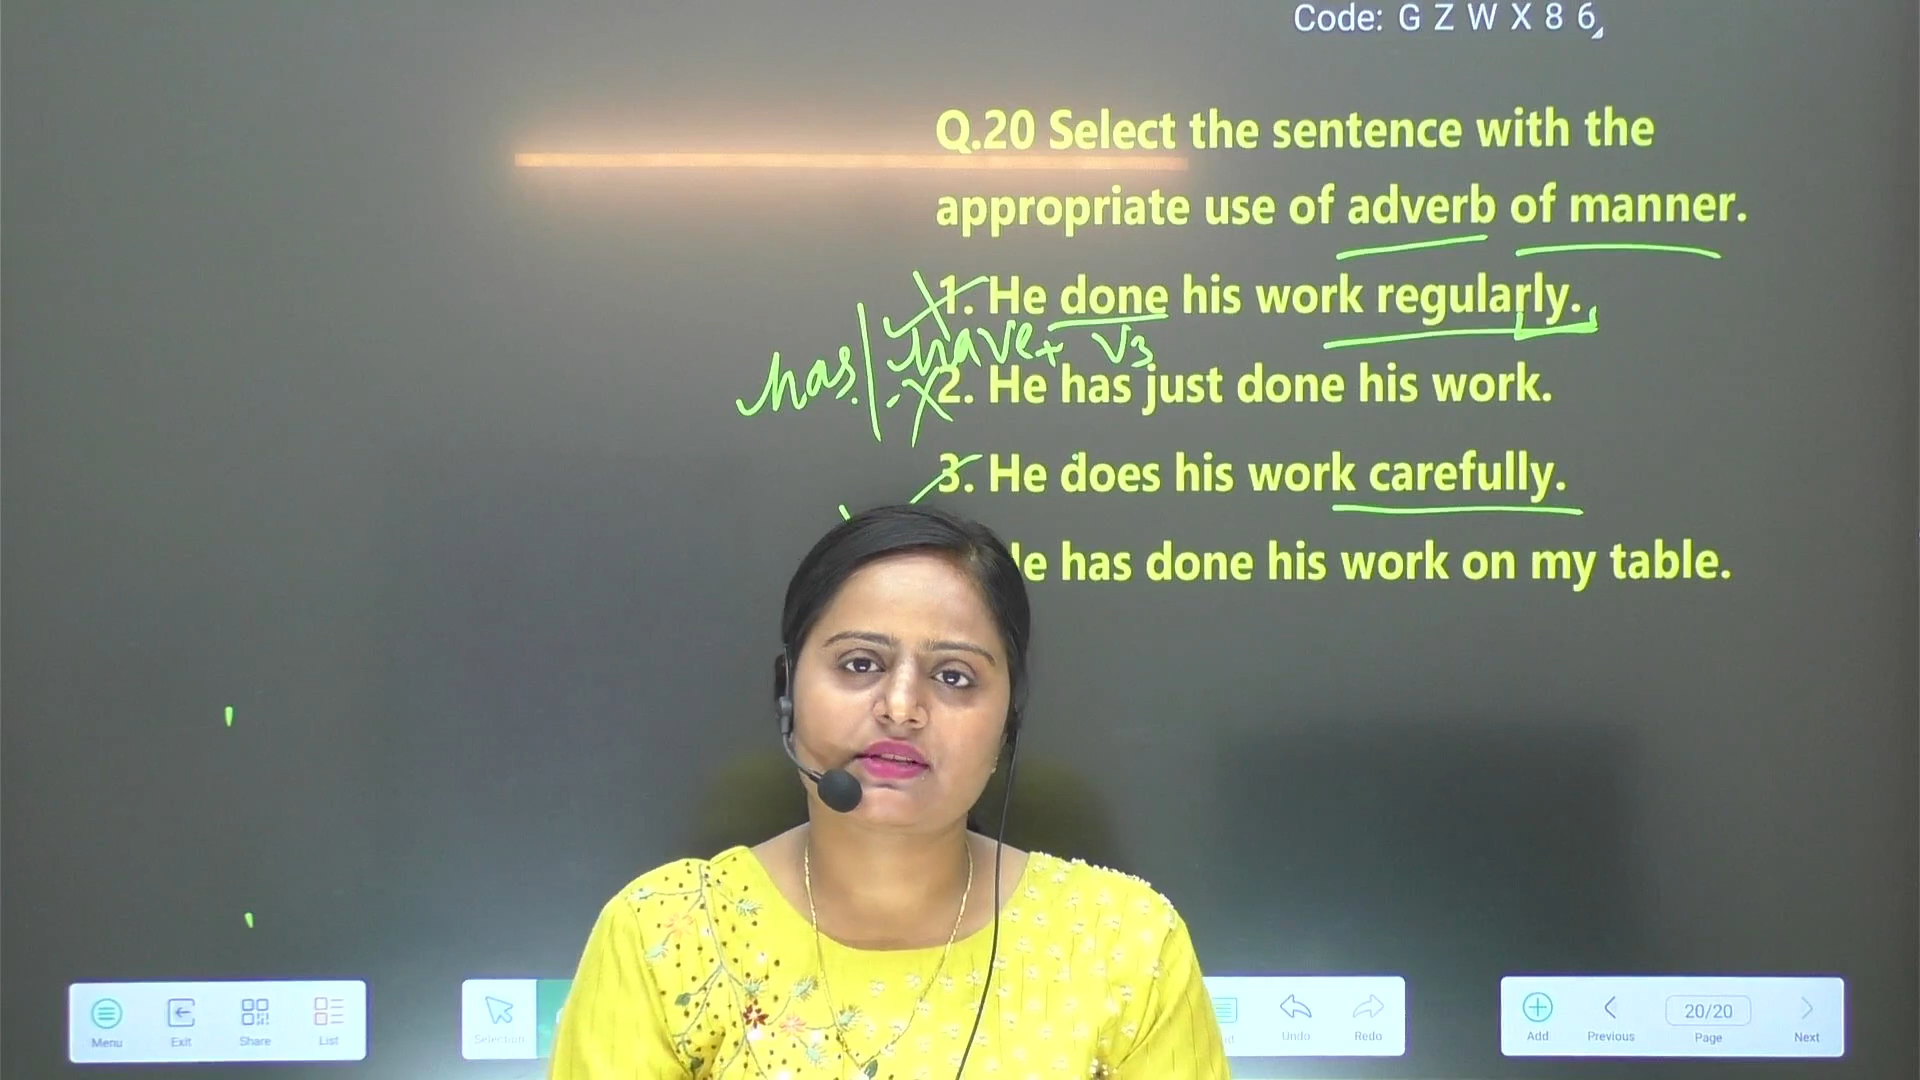 Code: G Z W X 8 6
Q.20 Select the sentence with the
appropriate use of adverb of manner.
1. He done his work regularly.
has / have + V3
2. He has just done his work.
3. He does his work carefully.
has done his work on my table.
Menu Exit Share List
Selection
Undo Redo
Add Previous 20/20 Page Next